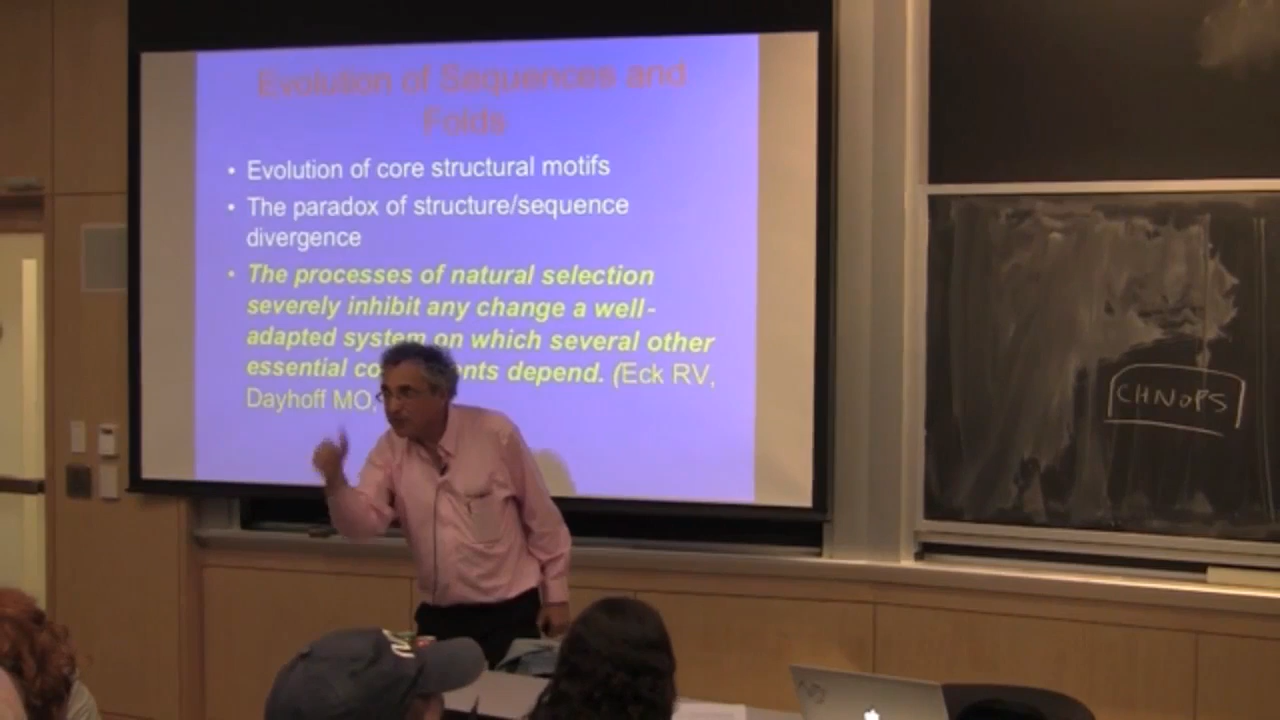 Evolution of Sequences and
Folds
• Evolution of core structural motifs
• The paradox of structure/sequence
divergence
• The processes of natural selection
severely inhibit any change a well-
adapted system on which several other
essential co nts depend. (Eck RV,
Dayhoff MO,
CHNOPS